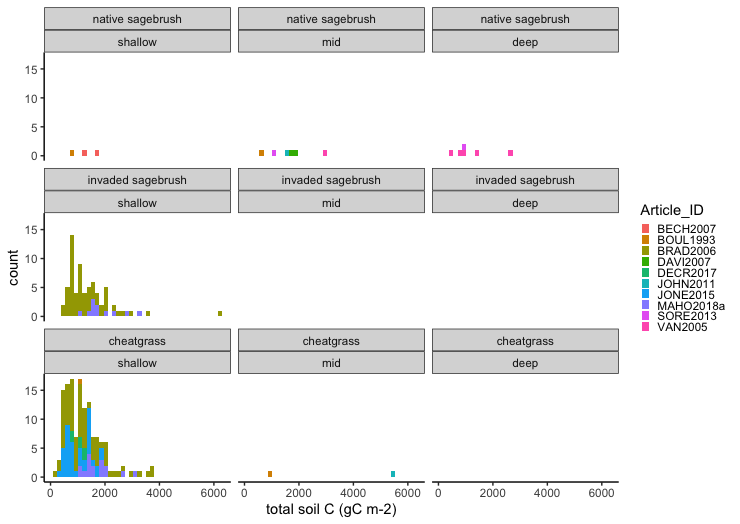 native sagebrush native sagebrush native sagebrush
shallow mid deep
15
10
5
0
invaded sagebrush invaded sagebrush invaded sagebrush
shallow mid deep
15
10
5
0
count
cheatgrass cheatgrass cheatgrass
shallow mid deep
15
10
5
0
0 2000 4000 6000 0 2000 4000 6000 0 2000 4000 6000
total soil C (gC m-2)
Article_ID
BECH2007
BOUL1993
BRAD2006
DAVI2007
DECR2017
JOHN2011
JONE2015
MAHO2018a
SORE2013
VAN2005